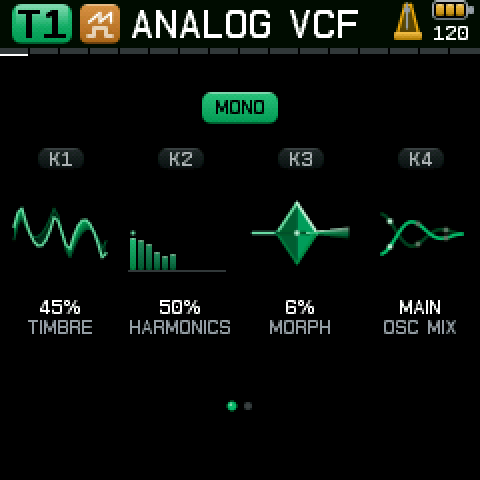 T1 ANALOG VCF 120
MONO
K1 K2 K3 K4
45% 50% 6% MAIN
TIMBRE HARMONICS MORPH OSC MIX